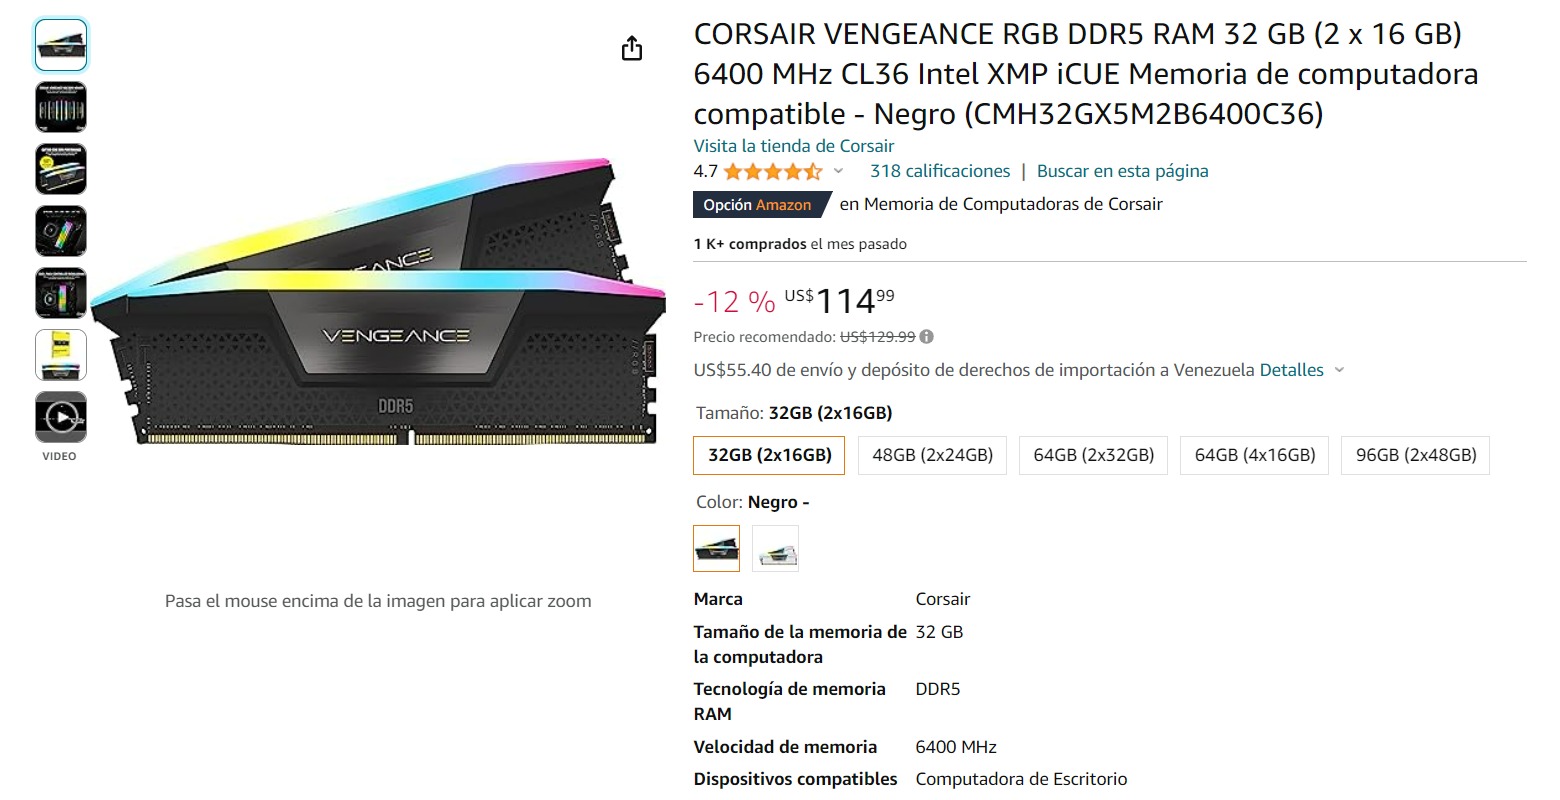 CORSAIR VENGEANCE RGB DDR5 RAM 32 GB (2 x 16 GB)
6400 MHz CL36 Intel XMP iCUE Memoria de computadora
compatible - Negro (CMH32GX5M2B6400C36)
Visita la tienda de Corsair
4.7 318 calificaciones | Buscar en esta página
Opción Amazon en Memoria de Computadoras de Corsair
1 K+ comprados el mes pasado
-12 % US$114.99
Precio recomendado: US$129.99
US$55.40 de envío y depósito de derechos de importación a Venezuela Detalles
Tamaño: 32GB (2x16GB)
32GB (2x16GB) 48GB (2x24GB) 64GB (2x32GB) 64GB (4x16GB) 96GB (2x48GB)
Color: Negro -
Marca Corsair
Tamaño de la memoria de 32 GB
la computadora
Tecnología de memoria DDR5
RAM
Velocidad de memoria 6400 MHz
Dispositivos compatibles Computadora de Escritorio
VENGEANCE
DDR5
VIDEO
Pasa el mouse encima de la imagen para aplicar zoom